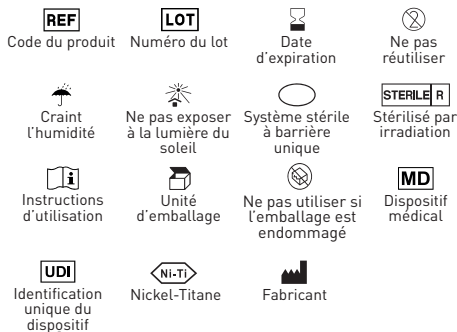 REF
Code du produit
LOT
Numéro du lot
Date
d'expiration
2
Ne pas
réutiliser
Craint
l'humidité
Ne pas exposer
à la lumière du
soleil
Système stérile
à barrière
unique
STERILE R
Stérilisé par
irradiation
i
Instructions
d'utilisation
Unité
d'emballage
Ne pas utiliser si
l'emballage est
endommagé
MD
Dispositif
médical
UDI
Identification
unique du
dispositif
Ni-Ti
Nickel-Titane
Fabricant